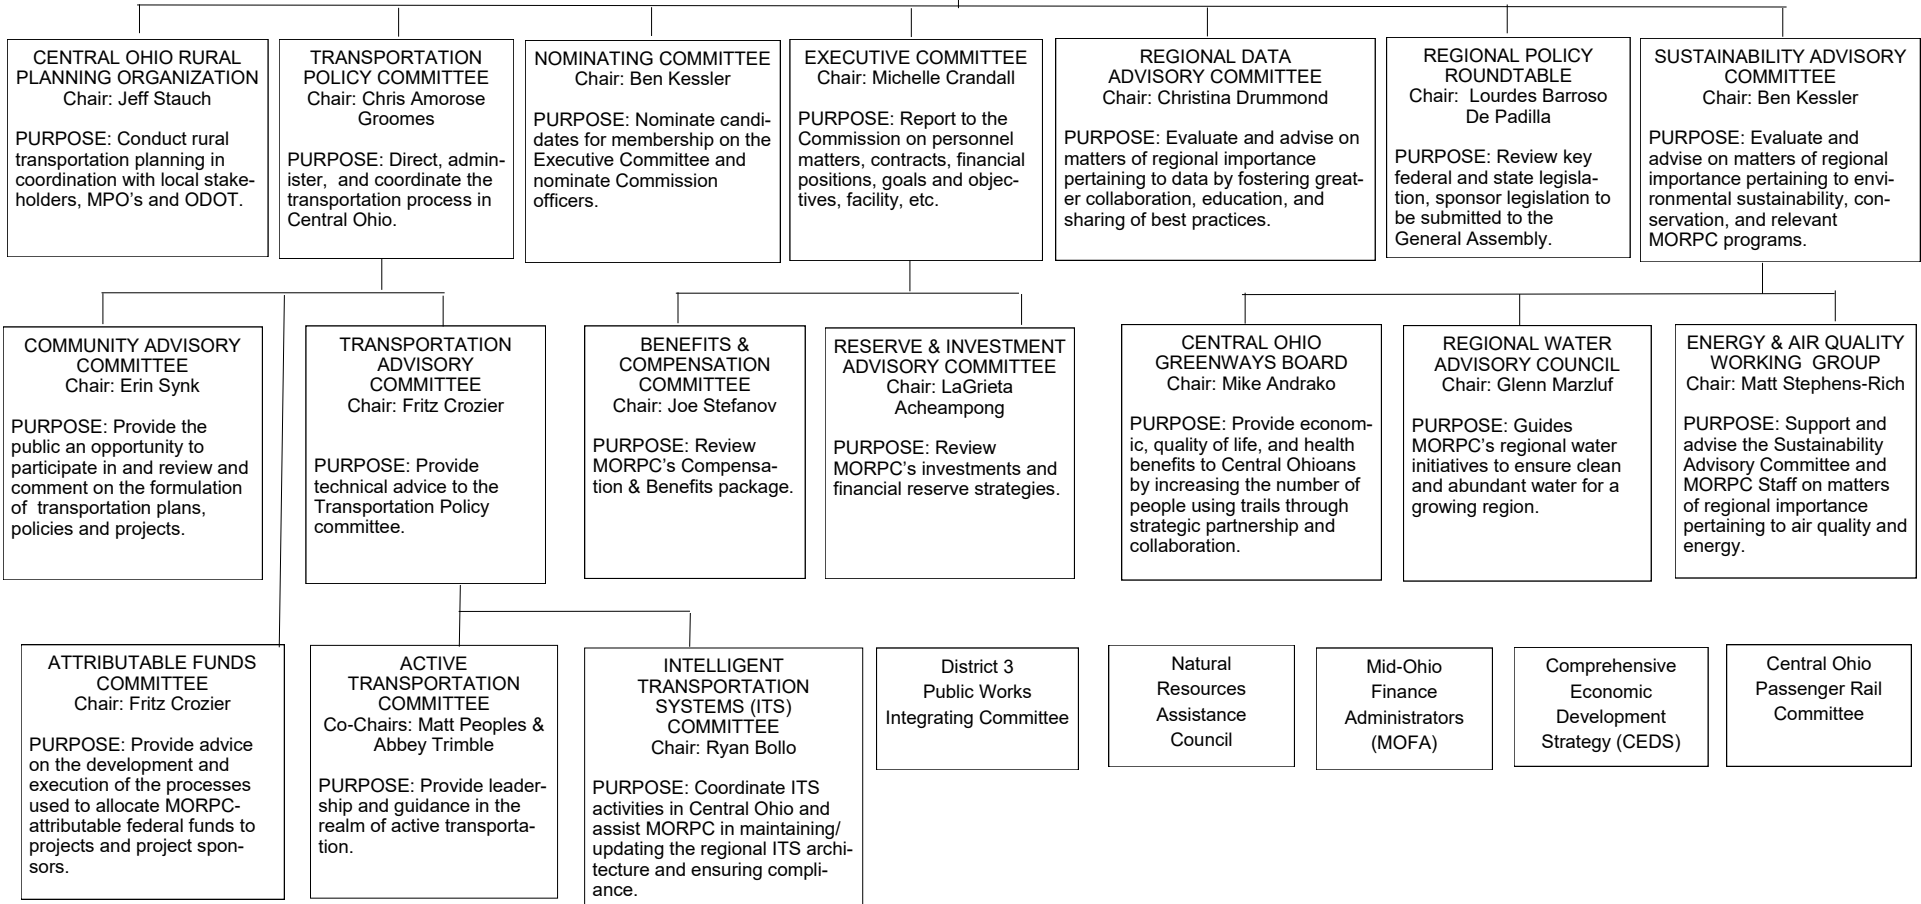 CENTRAL OHIO RURAL
PLANNING ORGANIZATION
Chair: Jeff Stauch
PURPOSE: Conduct rural
transportation planning in
coordination with local stake-
holders, MPO's and ODOT.
TRANSPORTATION
POLICY COMMITTEE
Chair: Chris Amorose
Groomes
PURPOSE: Direct, admin-
ister,  and coordinate the
transportation process in
Central Ohio.
NOMINATING COMMITTEE
Chair: Ben Kessler
PURPOSE: Nominate candi-
dates for membership on the
Executive Committee and
nominate Commission
officers.
EXECUTIVE COMMITTEE
Chair: Michelle Crandall
PURPOSE: Report to the
Commission on personnel
matters, contracts, financial
positions, goals and objec-
tives, facility, etc.
REGIONAL DATA
ADVISORY COMMITTEE
Chair: Christina Drummond
PURPOSE: Evaluate and advise on
matters of regional importance
pertaining to data by fostering great-
er collaboration, education, and
sharing of best practices.
REGIONAL POLICY
ROUNDTABLE
Chair:  Lourdes Barroso
De Padilla
PURPOSE: Review key
federal and state legisla-
tion, sponsor legislation to
be submitted to the
General Assembly.
SUSTAINABILITY ADVISORY
COMMITTEE
Chair: Ben Kessler
PURPOSE: Evaluate and
advise on matters of regional
importance pertaining to envi-
ronmental sustainability, con-
servation, and relevant
MORPC programs.
COMMUNITY ADVISORY
COMMITTEE
Chair: Erin Synk
PURPOSE: Provide the
public an opportunity to
participate in and review and
comment on the formulation
of  transportation plans,
policies and projects.
TRANSPORTATION
ADVISORY
COMMITTEE
Chair: Fritz Crozier
PURPOSE: Provide
technical advice to the
Transportation Policy
committee.
BENEFITS &
COMPENSATION
COMMITTEE
Chair: Joe Stefanov
PURPOSE: Review
MORPC's Compensa-
tion & Benefits package.
RESERVE & INVESTMENT
ADVISORY COMMITTEE
Chair: LaGrieta
Acheampong
PURPOSE: Review
MORPC's investments and
financial reserve strategies.
CENTRAL OHIO
GREENWAYS BOARD
Chair: Mike Andrako
PURPOSE: Provide econom-
ic, quality of life, and health
benefits to Central Ohioans
by increasing the number of
people using trails through
strategic partnership and
collaboration.
REGIONAL WATER
ADVISORY COUNCIL
Chair: Glenn Marzluf
PURPOSE: Guides
MORPC's regional water
initiatives to ensure clean
and abundant water for a
growing region.
ENERGY & AIR QUALITY
WORKING  GROUP
Chair: Matt Stephens-Rich
PURPOSE: Support and
advise the Sustainability
Advisory Committee and
MORPC Staff on matters
of regional importance
pertaining to air quality and
energy.
ATTRIBUTABLE FUNDS
COMMITTEE
Chair: Fritz Crozier
PURPOSE: Provide advice
on the development and
execution of the processes
used to allocate MORPC-
attributable federal funds to
projects and project spon-
sors.
ACTIVE
TRANSPORTATION
COMMITTEE
Co-Chairs: Matt Peoples &
Abbey Trimble
PURPOSE: Provide leader-
ship and guidance in the
realm of active transporta-
tion.
INTELLIGENT
TRANSPORTATION
SYSTEMS (ITS)
COMMITTEE
Chair: Ryan Bollo
PURPOSE: Coordinate ITS
activities in Central Ohio and
assist MORPC in maintaining/
updating the regional ITS archi-
tecture and ensuring compli-
ance.
District 3
Public Works
Integrating Committee
Natural
Resources
Assistance
Council
Mid-Ohio
Finance
Administrators
(MOFA)
Comprehensive
Economic
Development
Strategy (CEDS)
Central Ohio
Passenger Rail
Committee